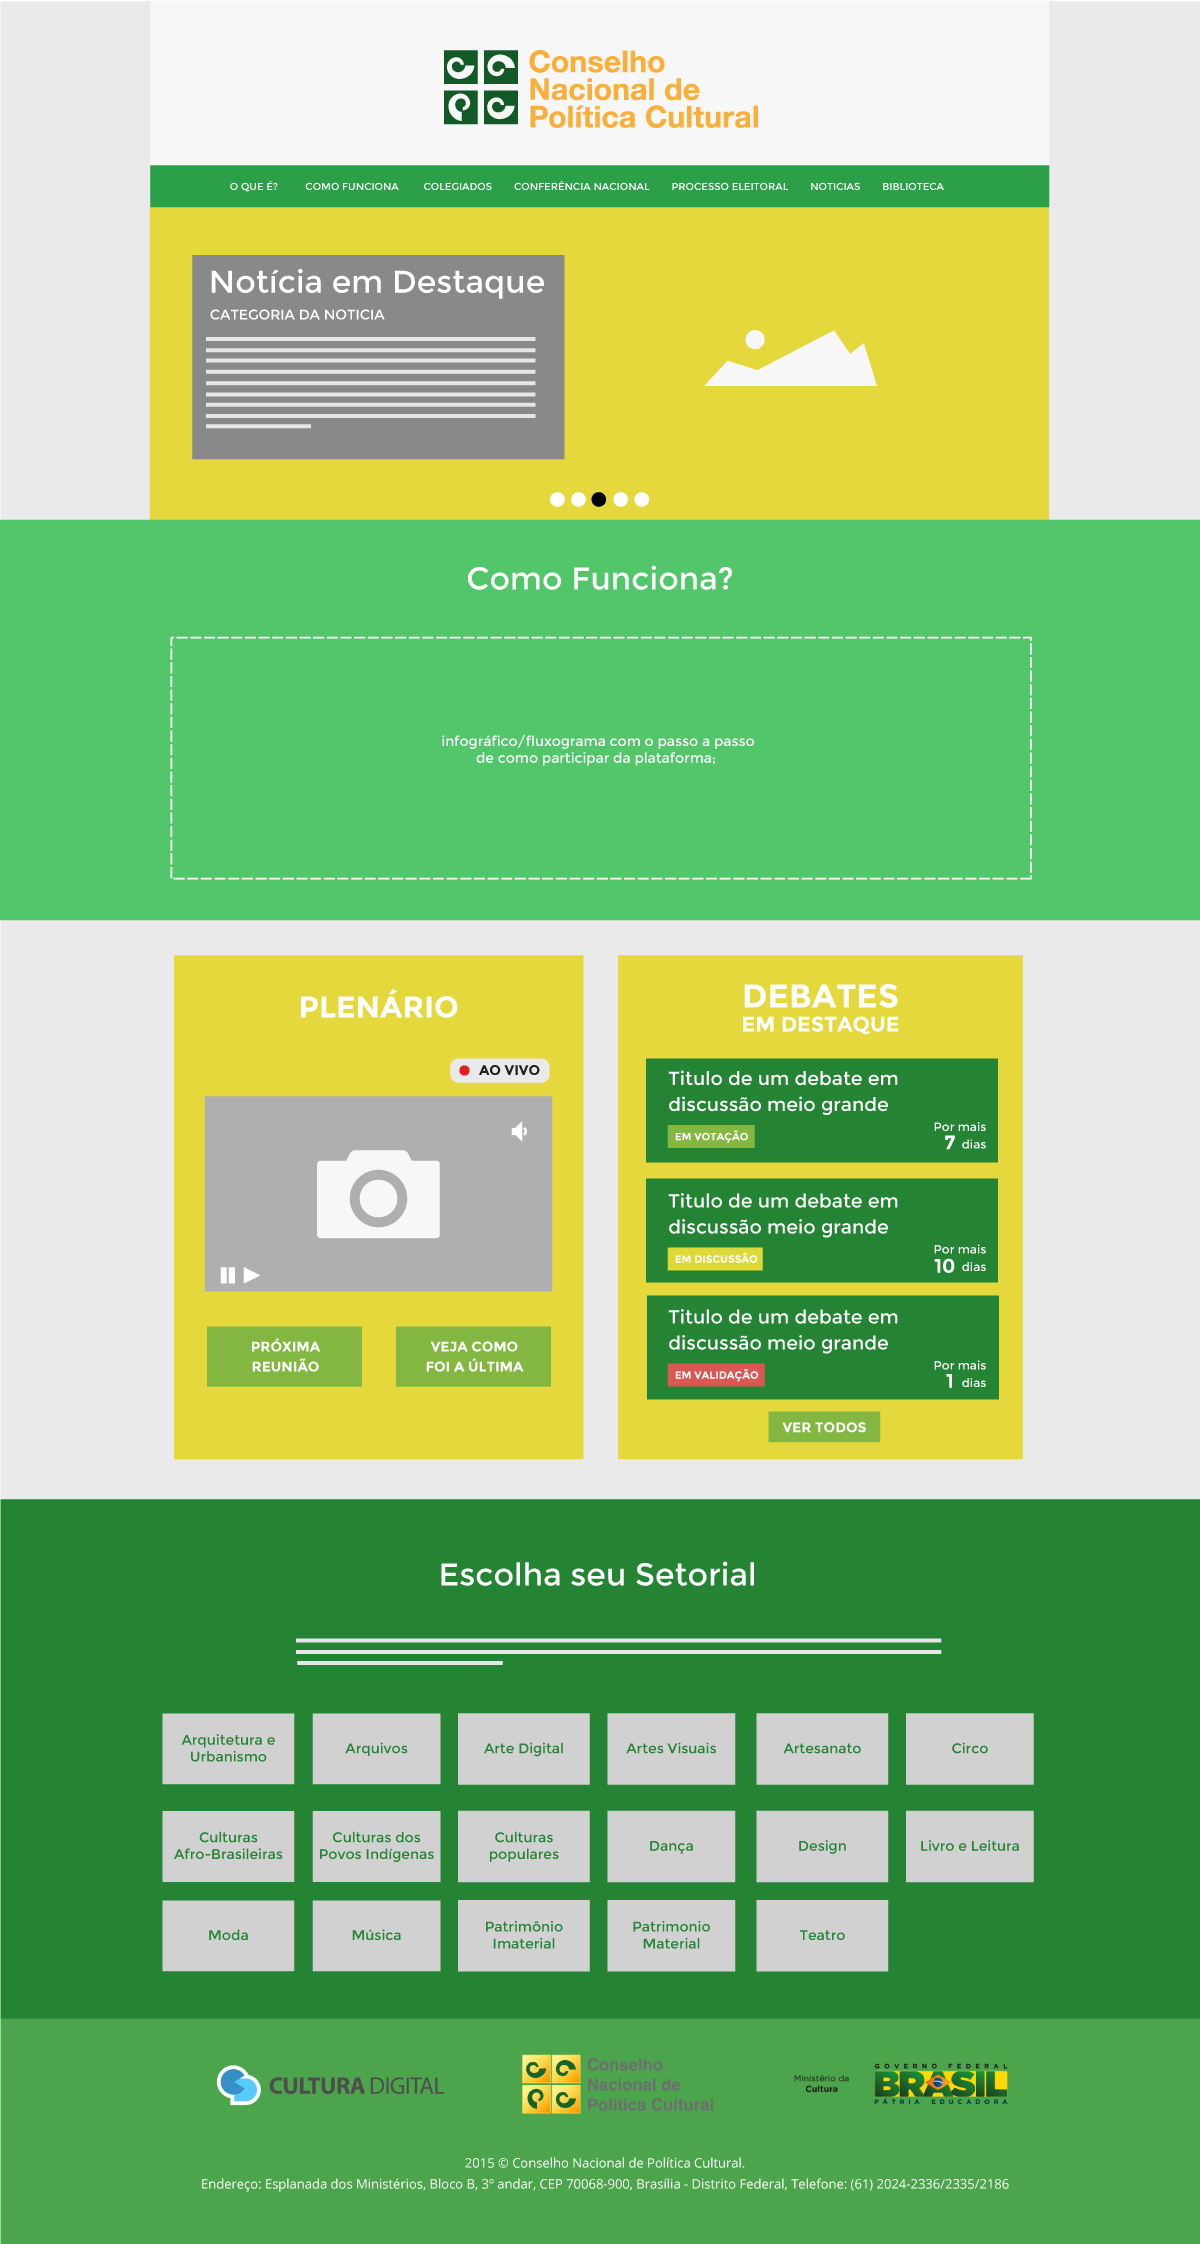 Conselho
Nacional de
Política Cultural
O QUE É? COMO FUNCIONA COLEGIADOS CONFERÊNCIA NACIONAL PROCESSO ELEITORAL NOTICIAS BIBLIOTECA
Notícia em Destaque
CATEGORIA DA NOTICIA
Como Funciona?
infográfico/fluxograma com o passo a passo
de como participar da plataforma;
PLENÁRIO
AO VIVO
PRÓXIMA
REUNIÃO
VEJA COMO
FOI A ÚLTIMA
DEBATES
EM DESTAQUE
Titulo de um debate em
discussão meio grande
EM VOTAÇÃO
Por mais
7 dias
Titulo de um debate em
discussão meio grande
EM DISCUSSÃO
Por mais
10 dias
Titulo de um debate em
discussão meio grande
EM VALIDAÇÃO
Por mais
1 dias
VER TODOS
Escolha seu Setorial
Arquitetura e
Urbanismo
Arquivos
Arte Digital
Artes Visuais
Artesanato
Circo
Culturas
Afro-Brasileiras
Culturas dos
Povos Indígenas
Culturas
populares
Dança
Design
Livro e Leitura
Moda
Música
Patrimônio
Imaterial
Patrimonio
Material
Teatro
CULTURA DIGITAL
Conselho
Nacional de
Política Cultural
Ministério da
Cultura
GOVERNO FEDERAL
BRASIL
PÁTRIA EDUCADORA
2015 © Conselho Nacional de Política Cultural.
Endereço: Esplanada dos Ministérios, Bloco B, 3º andar, CEP 70068-900, Brasília - Distrito Federal, Telefone: (61) 2024-2336/2335/2186